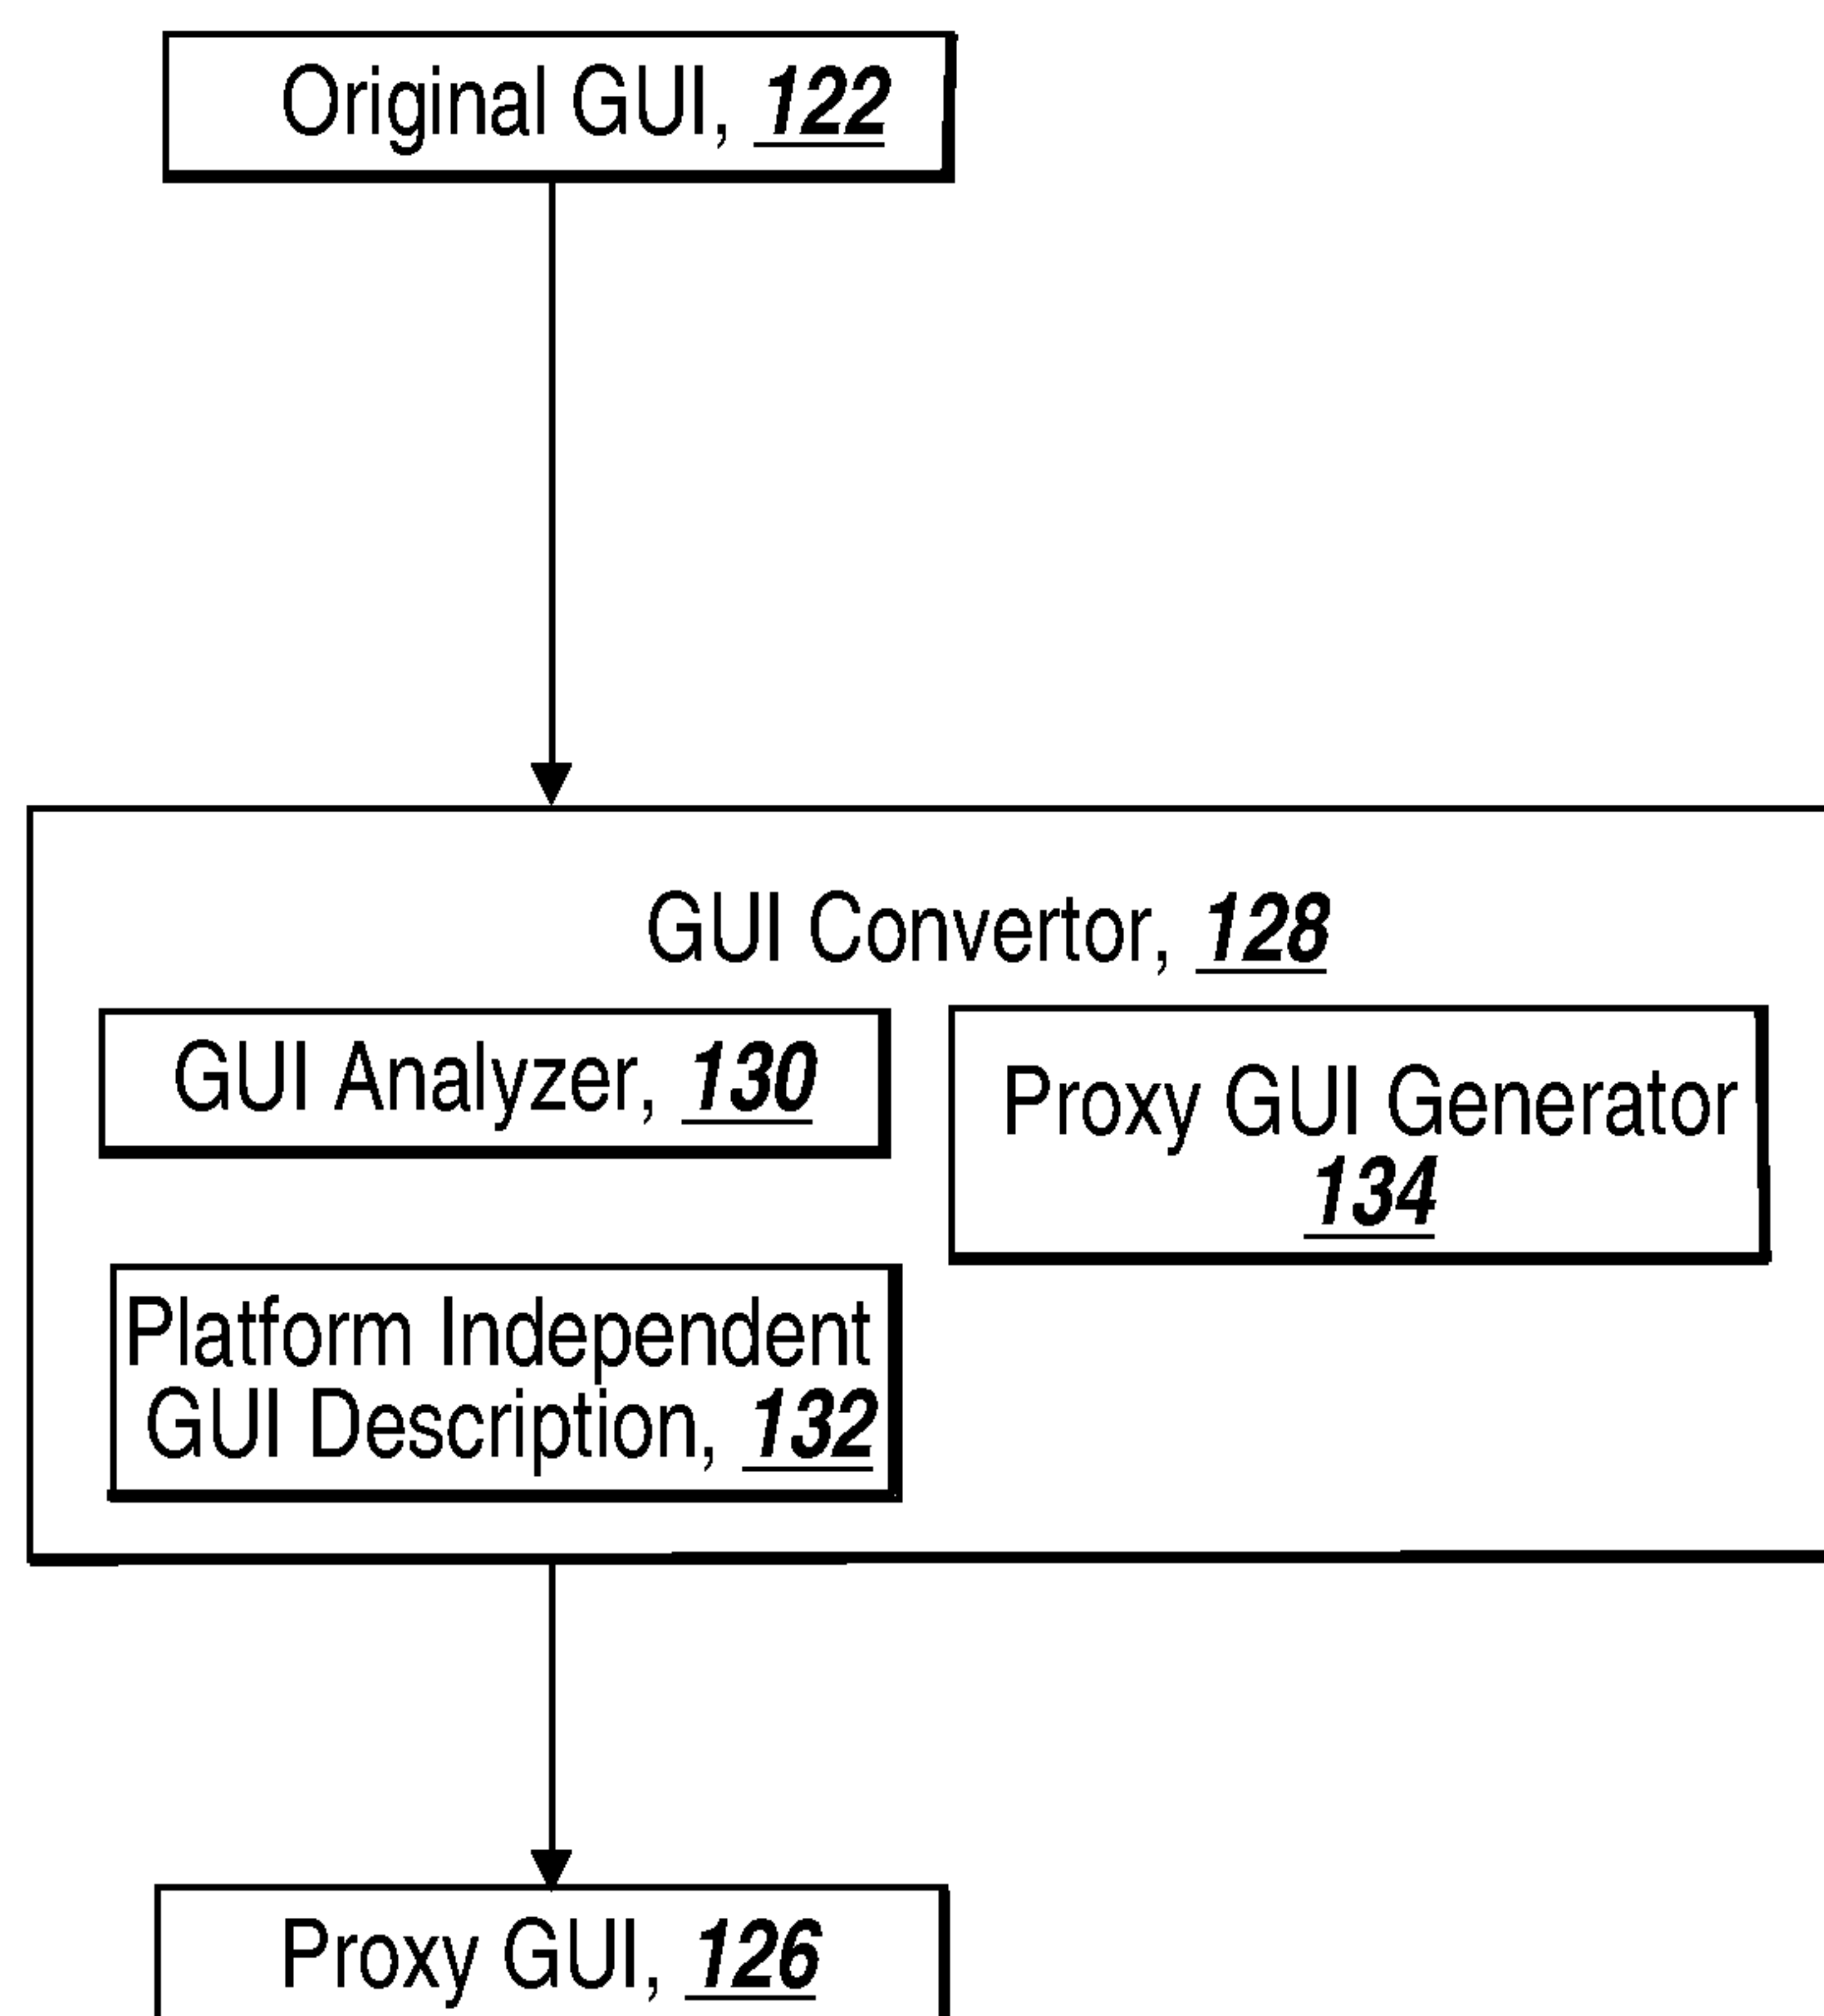 Original GUI, 122
GUI Convertor, 128
GUI Analyzer, 130
Proxy GUI Generator
134
Platform Independent
GUI Description, 132
Proxy GUI, 126